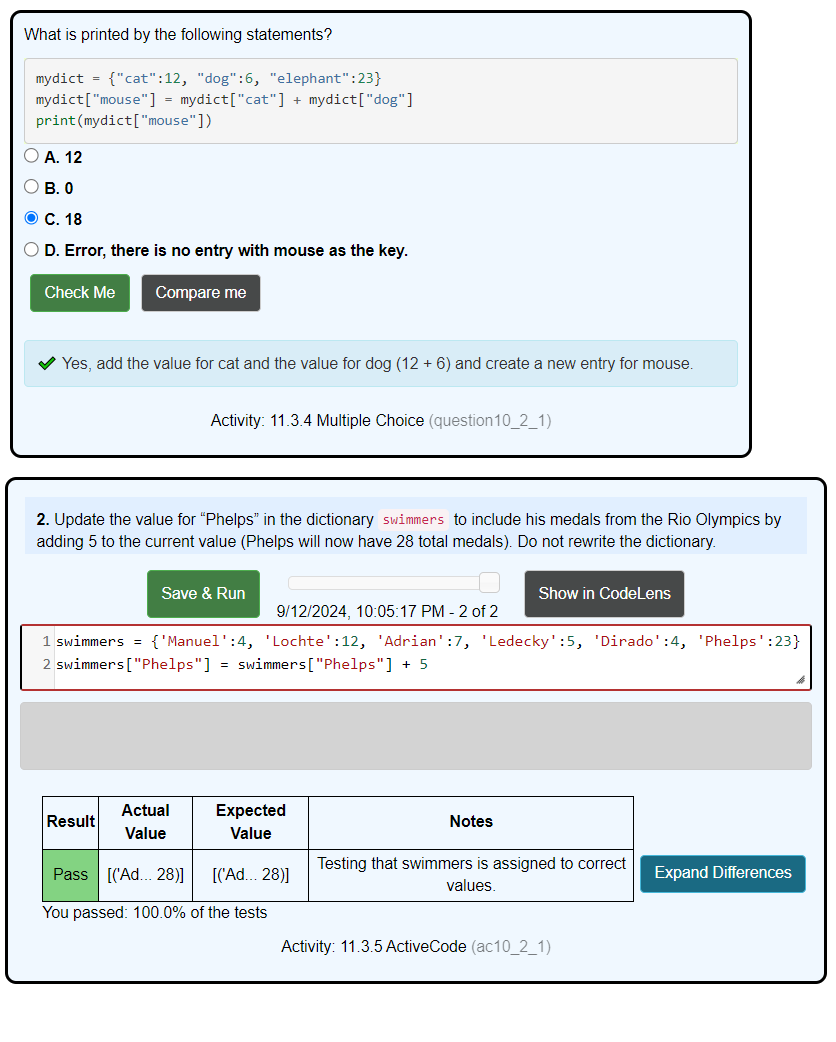 What is printed by the following statements?
mydict = {"cat":12, "dog":6, "elephant":23}
mydict["mouse"] = mydict["cat"] + mydict["dog"]
print(mydict["mouse"])
A. 12
B. 0
C. 18
D. Error, there is no entry with mouse as the key.
Check Me
Compare me
Yes, add the value for cat and the value for dog (12 + 6) and create a new entry for mouse.
Activity: 11.3.4 Multiple Choice (question10_2_1)
2. Update the value for “Phelps” in the dictionary swimmers to include his medals from the Rio Olympics by
adding 5 to the current value (Phelps will now have 28 total medals). Do not rewrite the dictionary.
Save & Run
9/12/2024, 10:05:17 PM - 2 of 2
Show in CodeLens
1 swimmers = {'Manuel':4, 'Lochte':12, 'Adrian':7, 'Ledecky':5, 'Dirado':4, 'Phelps':23}
2 swimmers["Phelps"] = swimmers["Phelps"] + 5
Result
Actual
Value
Expected
Value
Notes
Pass
[('Ad... 28)]
[('Ad... 28)]
Testing that swimmers is assigned to correct
values.
Expand Differences
You passed: 100.0% of the tests
Activity: 11.3.5 ActiveCode (ac10_2_1)